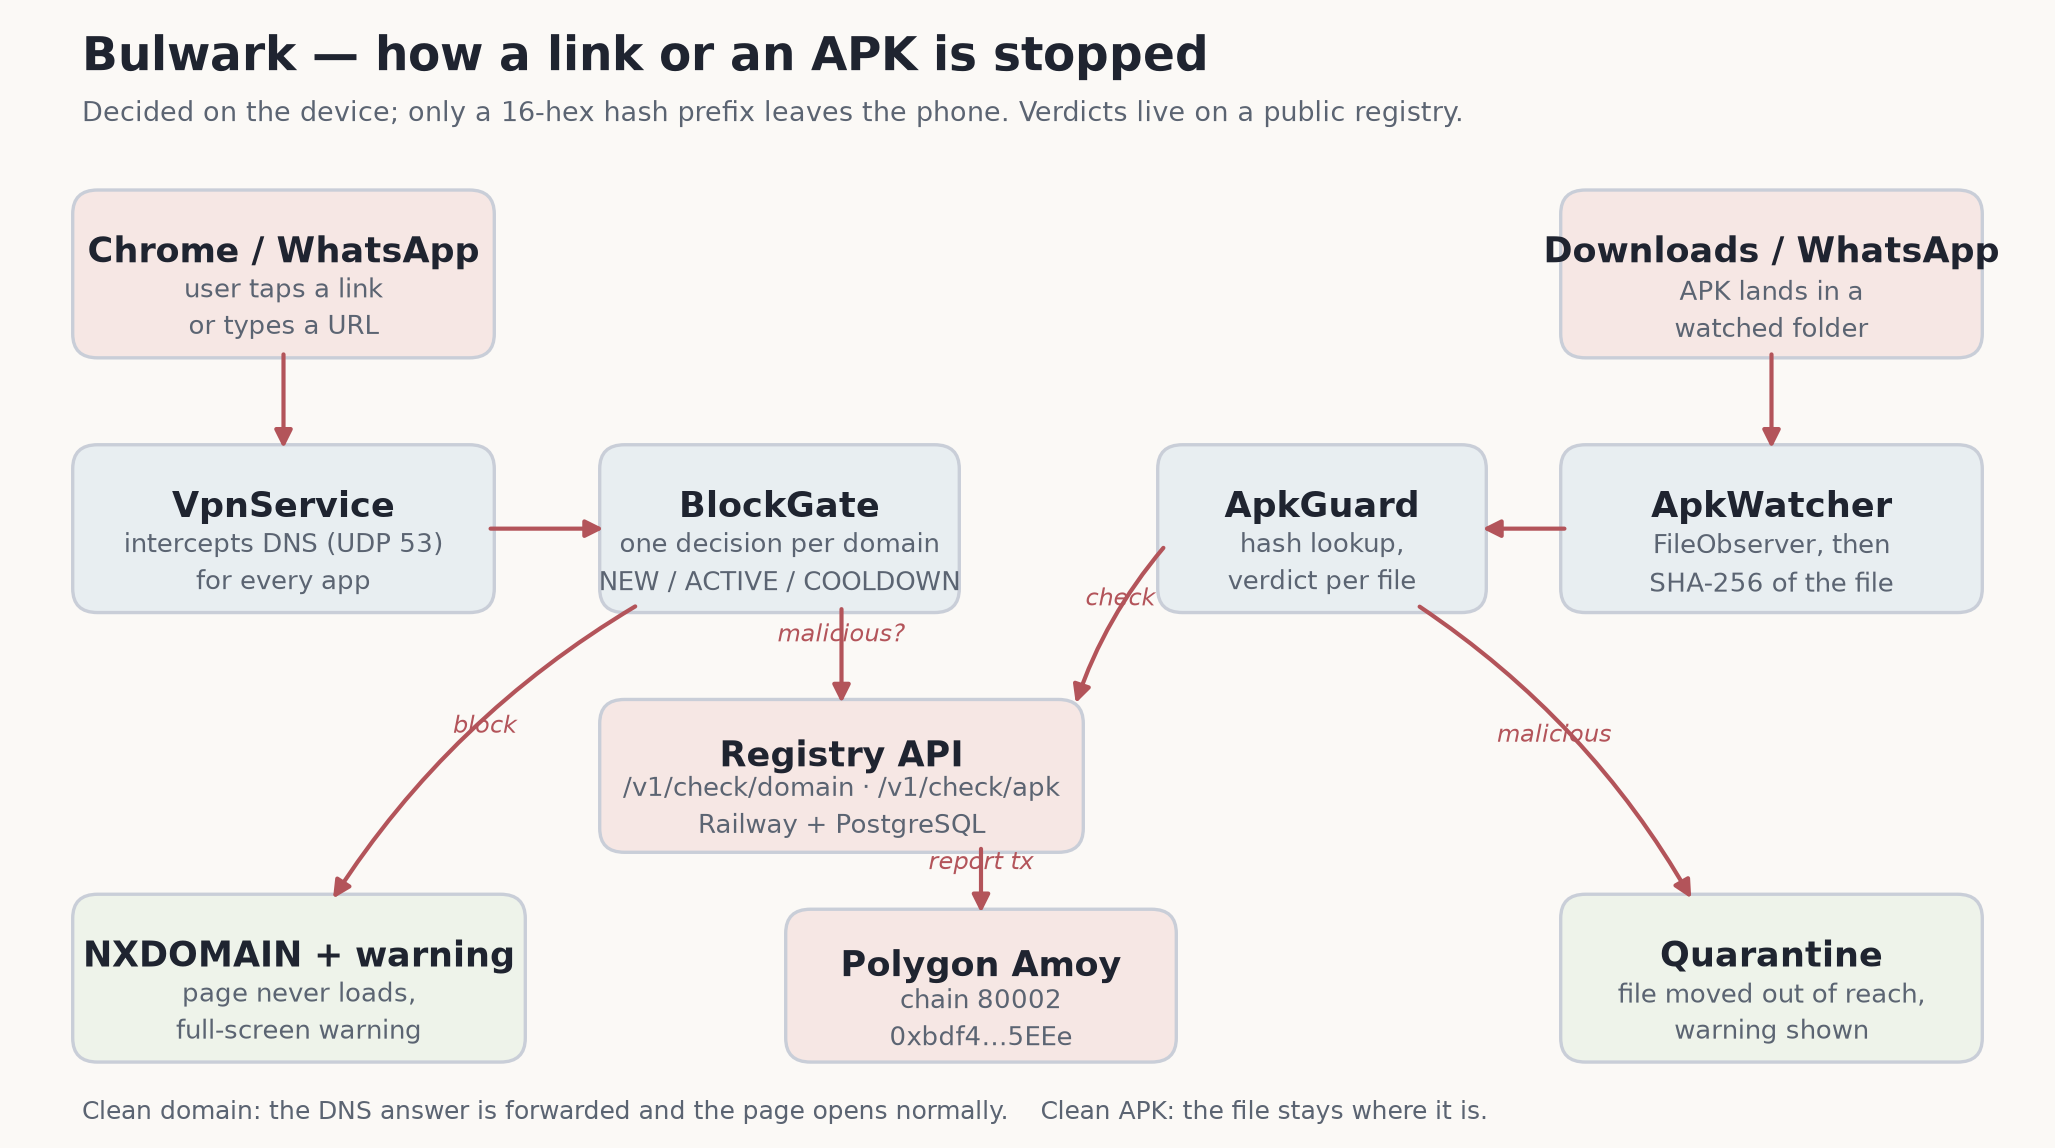 Bulwark — how a link or an APK is stopped
Decided on the device; only a 16-hex hash prefix leaves the phone. Verdicts live on a public registry.
Chrome / WhatsApp
user taps a link
or types a URL
Downloads / WhatsApp
APK lands in a
watched folder
VpnService
intercepts DNS (UDP 53)
for every app
BlockGate
one decision per domain
NEW / ACTIVE / COOLDOWN
ApkGuard
hash lookup,
verdict per file
ApkWatcher
FileObserver, then
SHA-256 of the file
check
malicious?
block
malicious
Registry API
/v1/check/domain · /v1/check/apk
Railway + PostgreSQL
report tx
NXDOMAIN + warning
page never loads,
full-screen warning
Polygon Amoy
chain 80002
0xbdf4…5EEe
Quarantine
file moved out of reach,
warning shown
Clean domain: the DNS answer is forwarded and the page opens normally.    Clean APK: the file stays where it is.